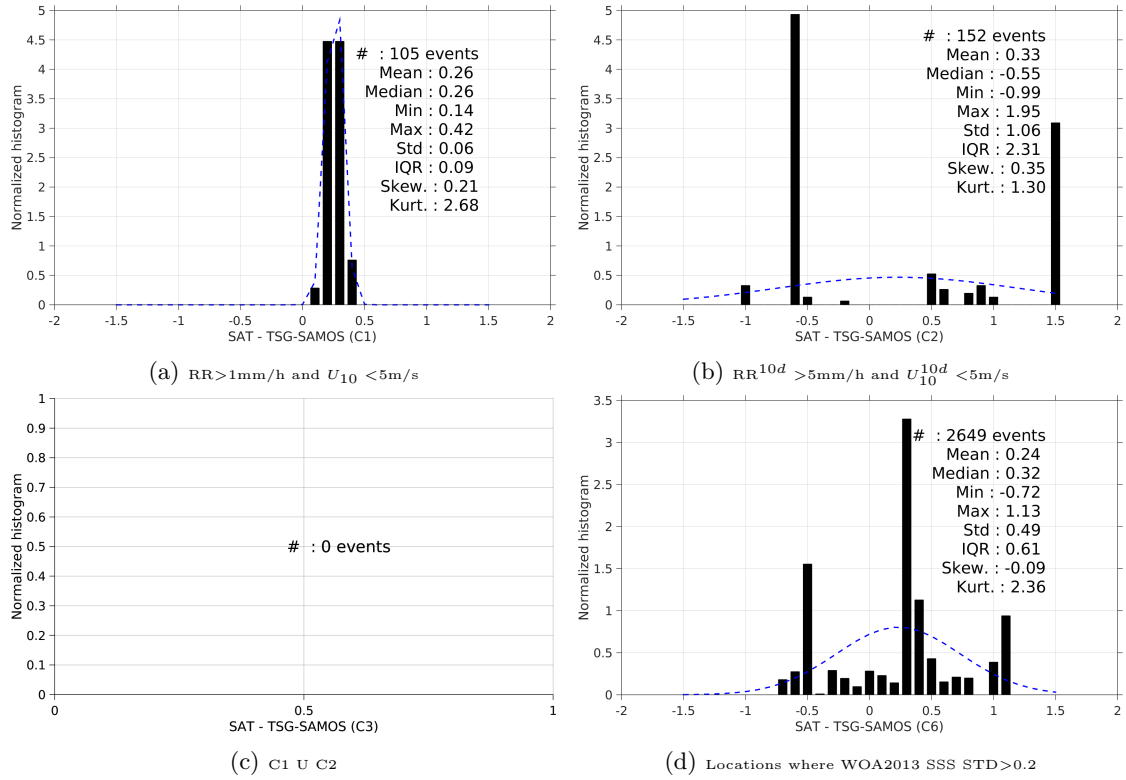 Normalized histogram
5
4.5
4
3.5
3
2.5
2
1.5
1
0.5
0
-2 -1.5 -1 -0.5 0 0.5 1 1.5 2
# : 105 events
Mean : 0.26
Median : 0.26
Min : 0.14
Max : 0.42
Std : 0.06
IQR : 0.09
Skew. : 0.21
Kurt. : 2.68
SAT - TSG-SAMOS (C1)
(a) RR>1mm/h and U10 <5m/s
Normalized histogram
5
4.5
4
3.5
3
2.5
2
1.5
1
0.5
0
-2 -1.5 -1 -0.5 0 0.5 1 1.5 2
# : 152 events
Mean : 0.33
Median : -0.55
Min : -0.99
Max : 1.95
Std : 1.06
IQR : 2.31
Skew. : 0.35
Kurt. : 1.30
SAT - TSG-SAMOS (C2)
(b) RR^10d >5mm/h and U10^10d <5m/s
Normalized histogram
1
0.9
0.8
0.7
0.6
0.5
0.4
0.3
0.2
0.1
0
0 0.5 1
# : 0 events
SAT - TSG-SAMOS (C3)
(c) C1 U C2
Normalized histogram
3.5
3
2.5
2
1.5
1
0.5
0
-2 -1.5 -1 -0.5 0 0.5 1 1.5 2
# : 2649 events
Mean : 0.24
Median : 0.32
Min : -0.72
Max : 1.13
Std : 0.49
IQR : 0.61
Skew. : -0.09
Kurt. : 2.36
SAT - TSG-SAMOS (C6)
(d) Locations where WOA2013 SSS STD>0.2